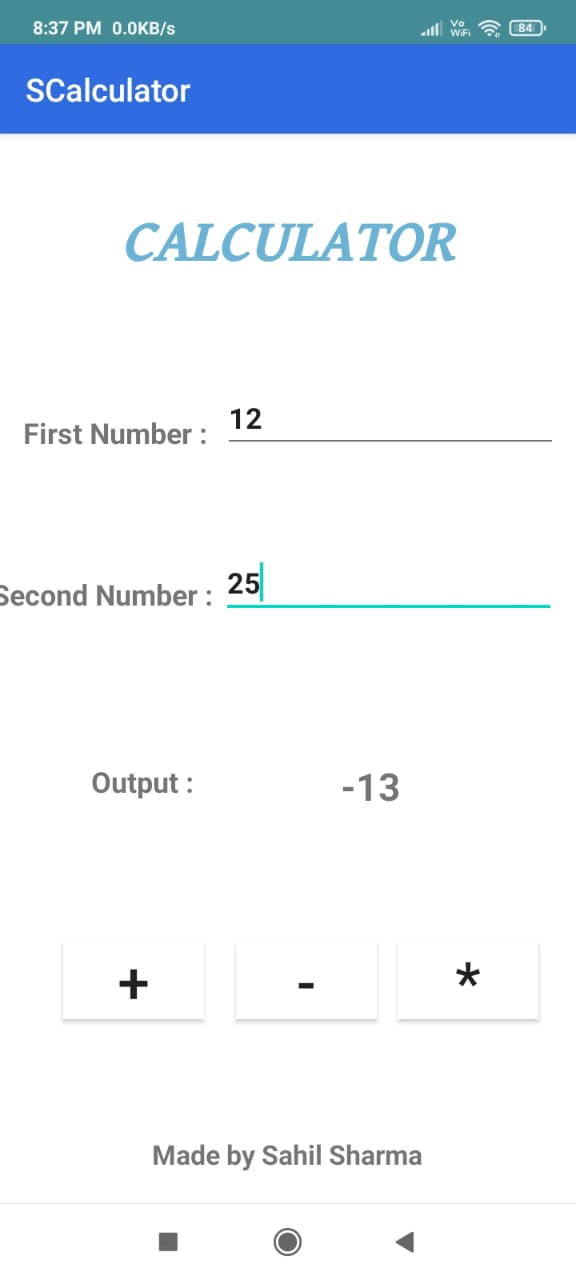 8:37 PM 0.0KB/s Vo WiFi 84
SCalculator
CALCULATOR
First Number : 12
Second Number : 25
Output : -13
+ - *
Made by Sahil Sharma